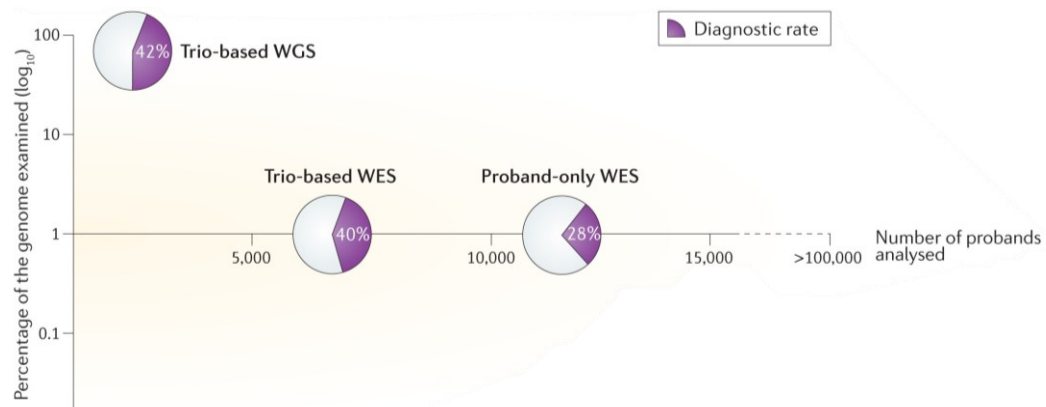 Diagnostic rate
Percentage of the genome examined (log10)
100
10
1
0.1
42%
Trio-based WGS
Trio-based WES
40%
Proband-only WES
28%
5,000
10,000
15,000
>100,000
Number of probands
analysed